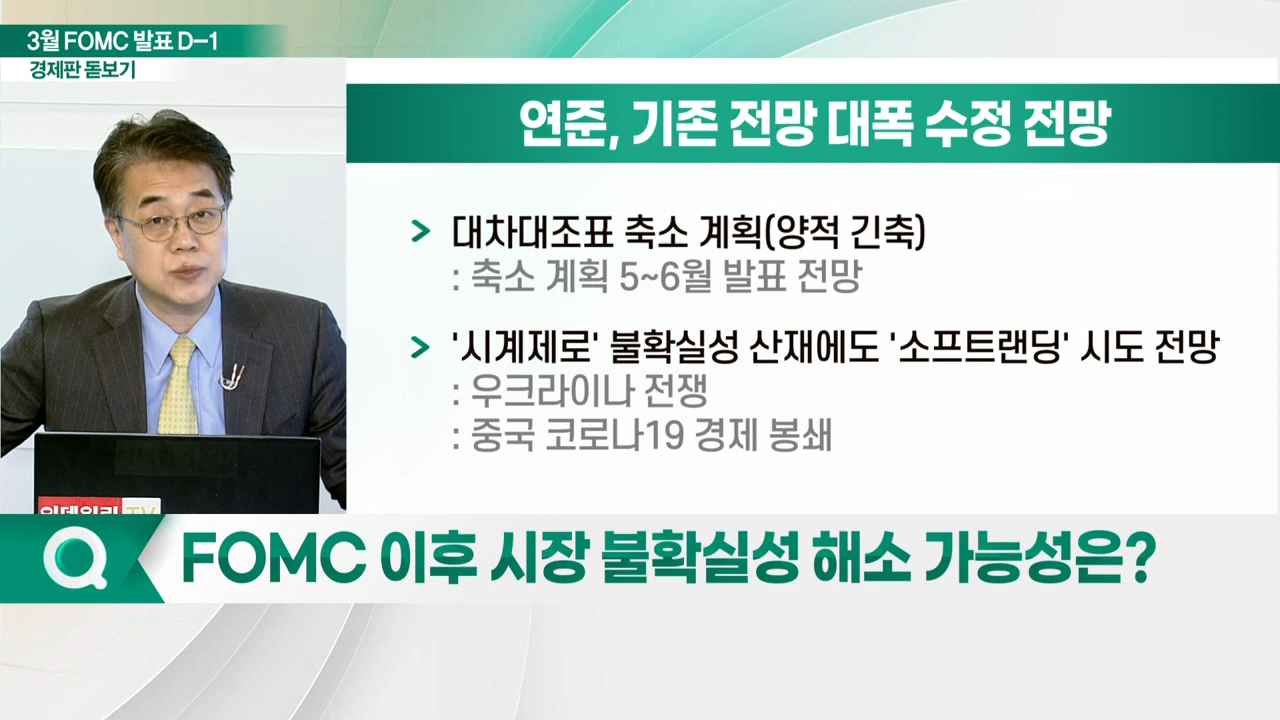 3월 FOMC 발표 D-1
경제판 돋보기
연준, 기존 전망 대폭 수정 전망
> 대차대조표 축소 계획(양적 긴축)
: 축소 계획 5~6월 발표 전망
> '시계제로' 불확실성 산재에도 '소프트랜딩' 시도 전망
: 우크라이나 전쟁
: 중국 코로나19 경제 봉쇄
이데일리 TV
Q FOMC 이후 시장 불확실성 해소 가능성은?